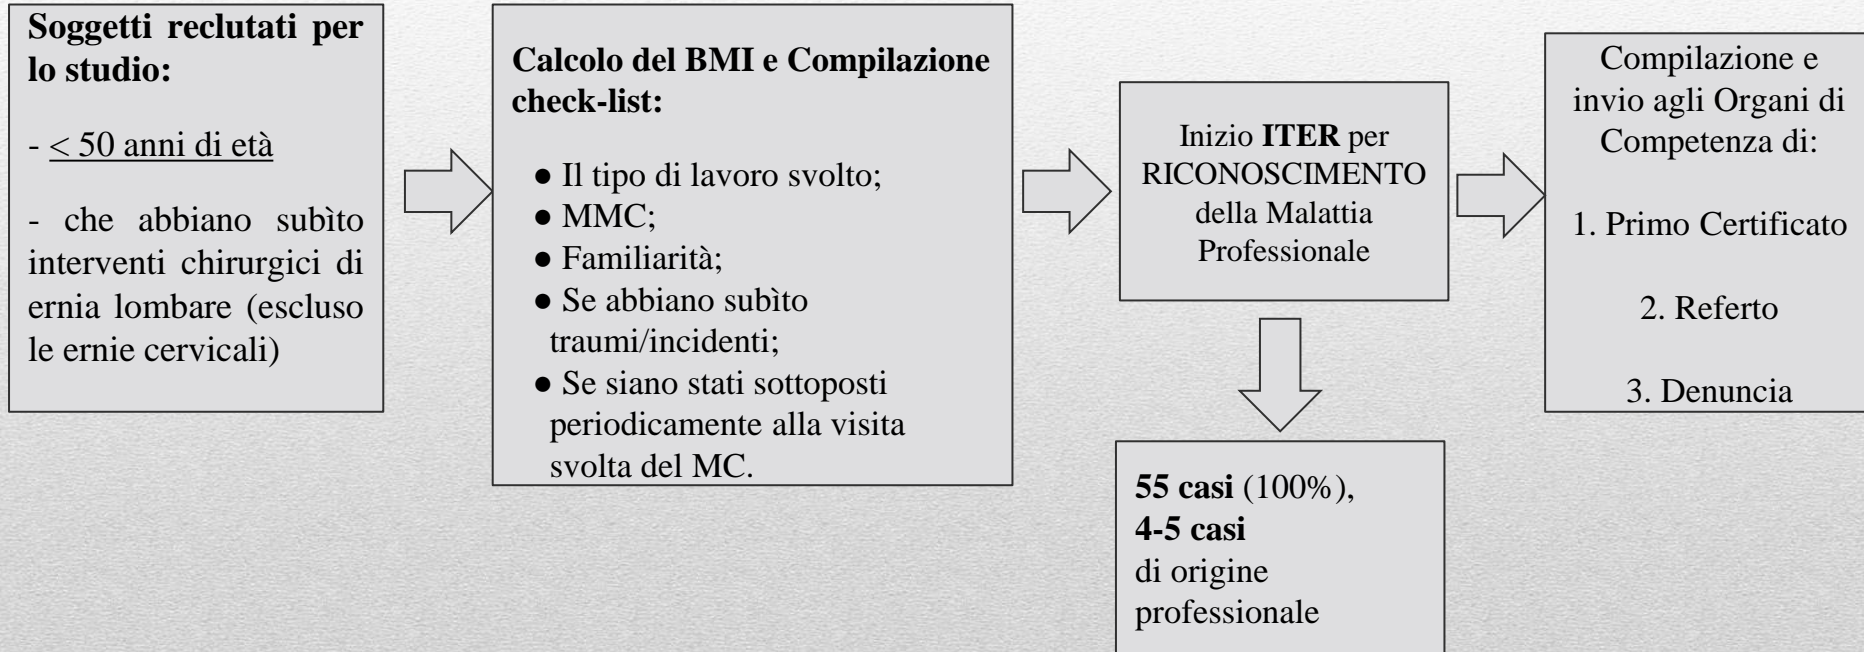 Soggetti reclutati per
lo studio:
- < 50 anni di età
- che abbiano subìto
interventi chirurgici di
ernia lombare (escluso
le ernie cervicali)
Calcolo del BMI e Compilazione
check-list:
● Il tipo di lavoro svolto;
● MMC;
● Familiarità;
● Se abbiano subìto
traumi/incidenti;
● Se siano stati sottoposti
periodicamente alla visita
svolta del MC.
Inizio ITER per
RICONOSCIMENTO
della Malattia
Professionale
55 casi (100%),
4-5 casi
di origine
professionale
Compilazione e
invio agli Organi di
Competenza di:
1. Primo Certificato
2. Referto
3. Denuncia